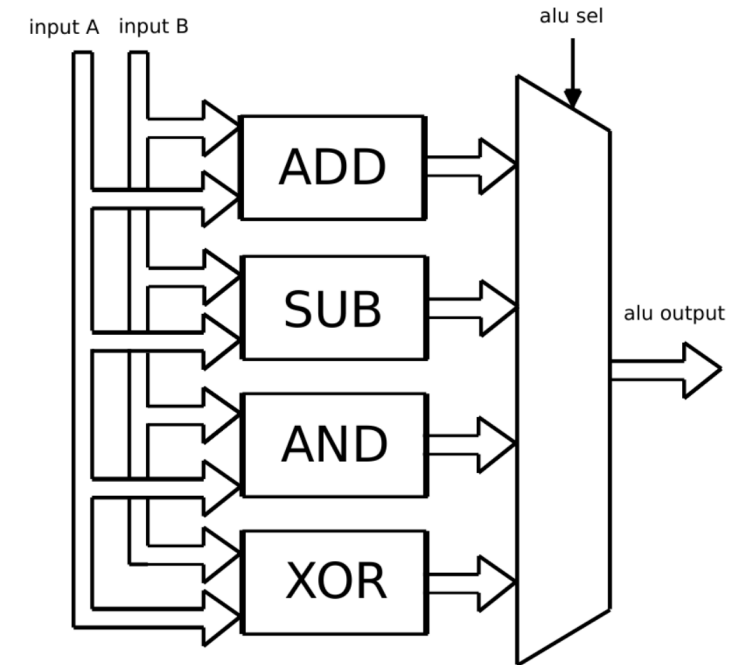 input A
input B
alu sel
ADD
SUB
AND
XOR
alu output